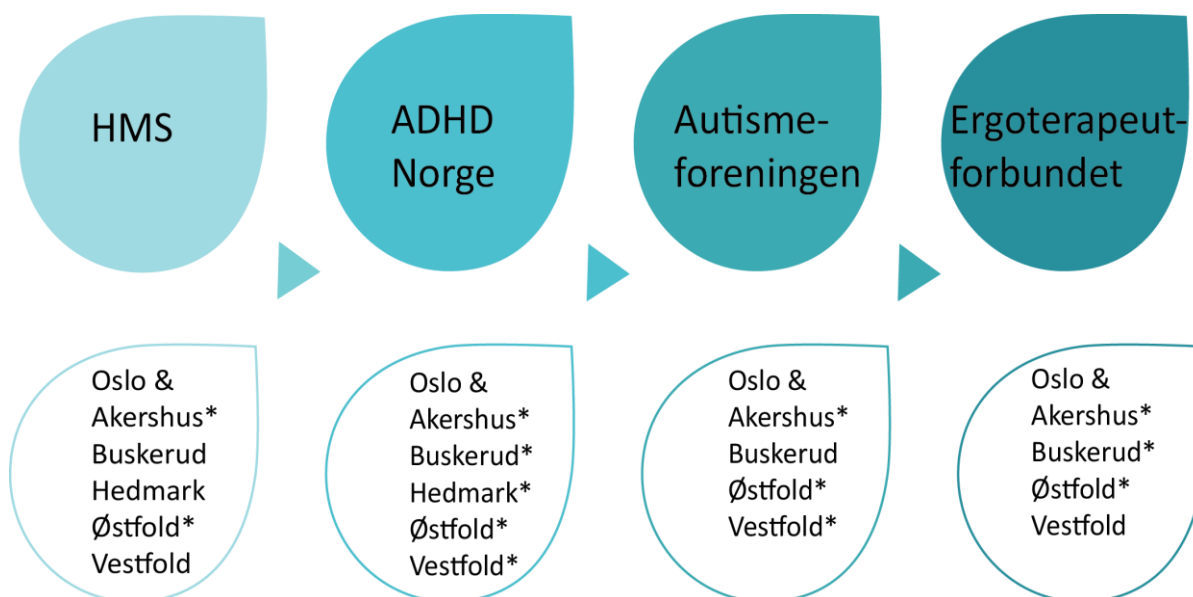 HMS
ADHD
Norge
Autisme-
foreningen
Ergoterapeut-
forbundet
Oslo &
Akershus*
Buskerud
Hedmark
Østfold*
Vestfold
Oslo &
Akershus*
Buskerud*
Hedmark*
Østfold*
Vestfold*
Oslo &
Akershus*
Buskerud
Østfold*
Vestfold*
Oslo &
Akershus*
Buskerud*
Østfold*
Vestfold